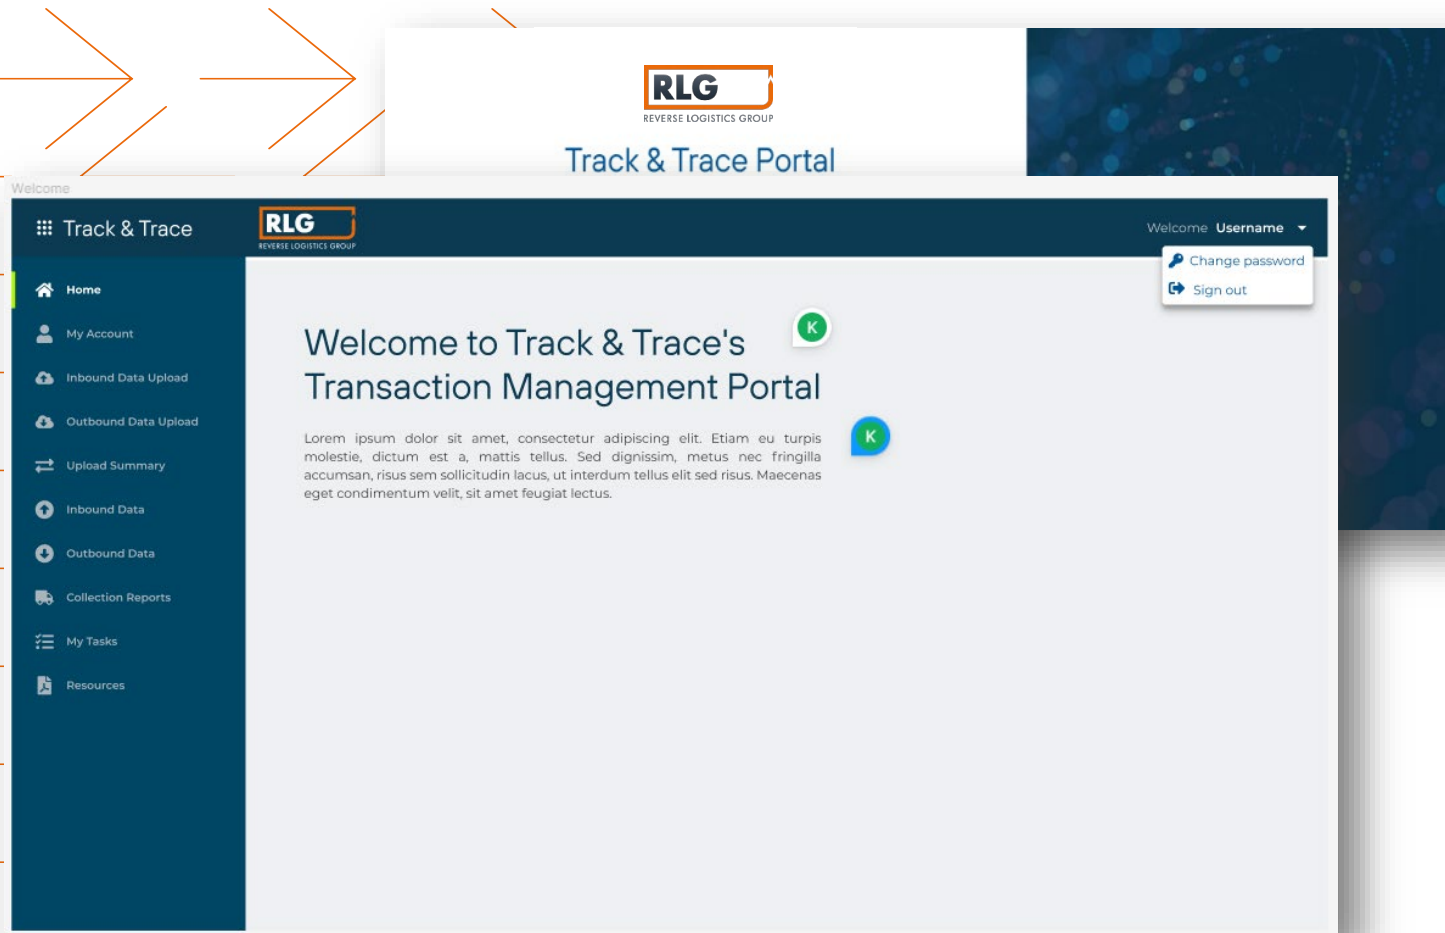 RLG
REVERSE LOGISTICS GROUP
Track & Trace Portal
Welcome
Track & Trace
RLG
REVERSE LOGISTICS GROUP
Welcome Username
Change password
Sign out
Home
My Account
Inbound Data Upload
Outbound Data Upload
Upload Summary
Inbound Data
Outbound Data
Collection Reports
My Tasks
Resources
Welcome to Track & Trace's
Transaction Management Portal
K
Lorem ipsum dolor sit amet, consectetur adipiscing elit. Etiam eu turpis
molestie, dictum est a, mattis tellus. Sed dignissim, metus nec fringilla
accumsan, risus sem sollicitudin lacus, ut interdum tellus elit sed risus. Maecenas
eget condimentum velit, sit amet feugiat lectus.
K